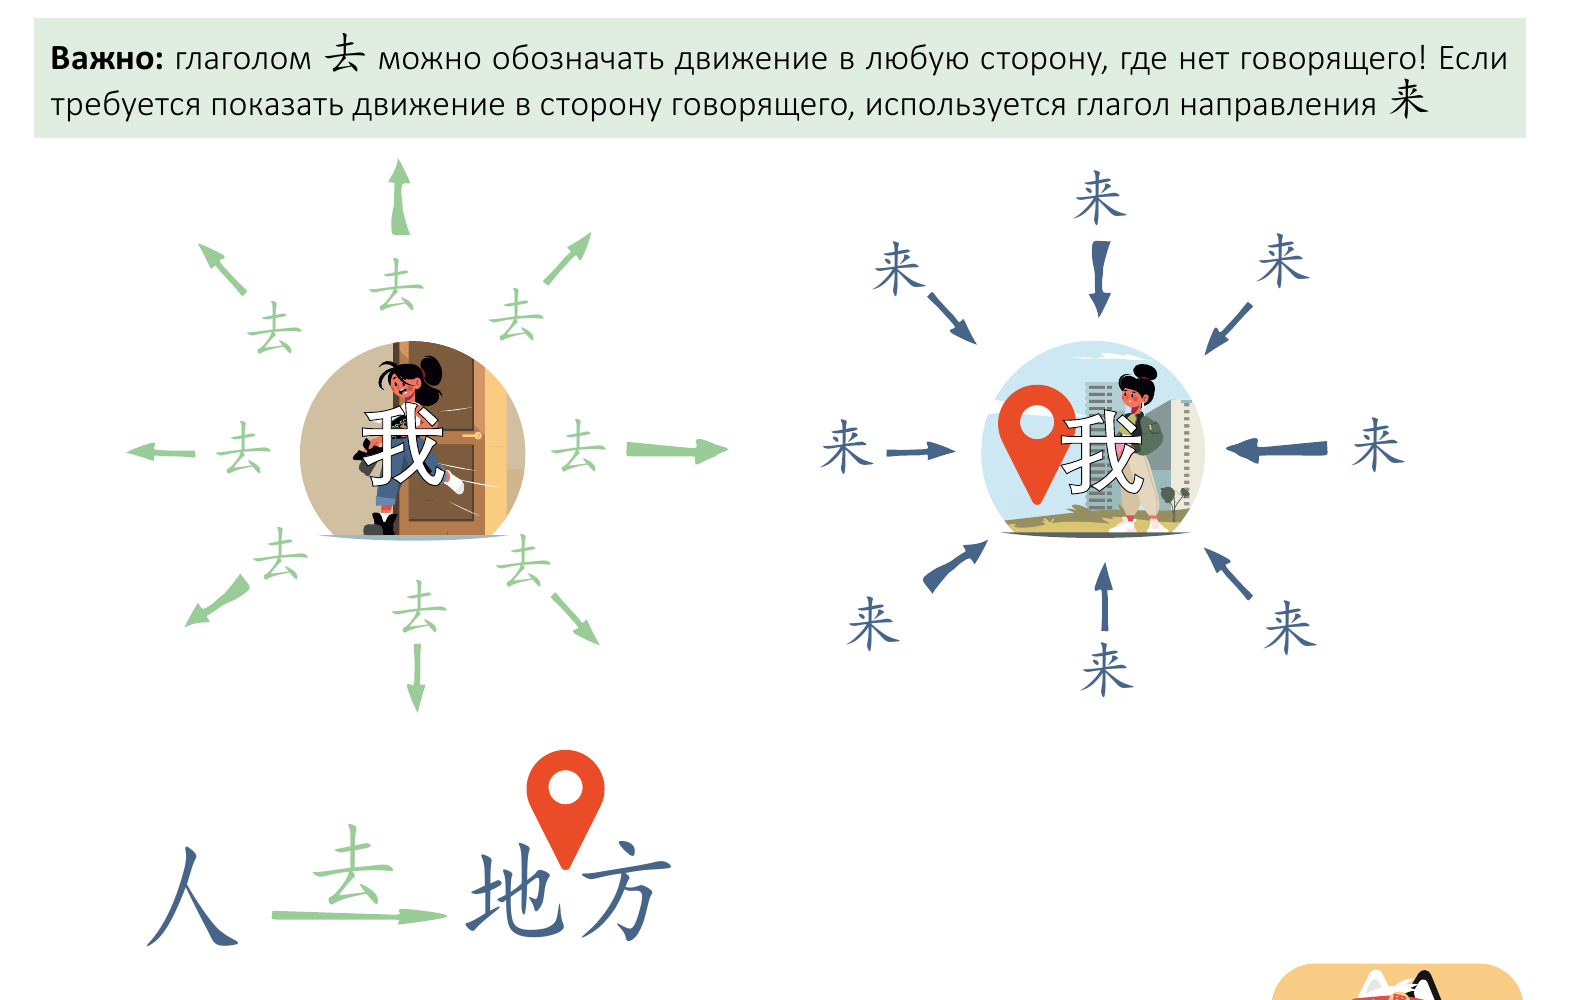 Важно: глаголом 去 можно обозначать движение в любую сторону, где нет говорящего! Если
требуется показать движение в сторону говорящего, используется глагол направления 来
去
去
去
去
我
去
去
去
去
来
来
来
来
我
来
来
来
来
去
人
地方